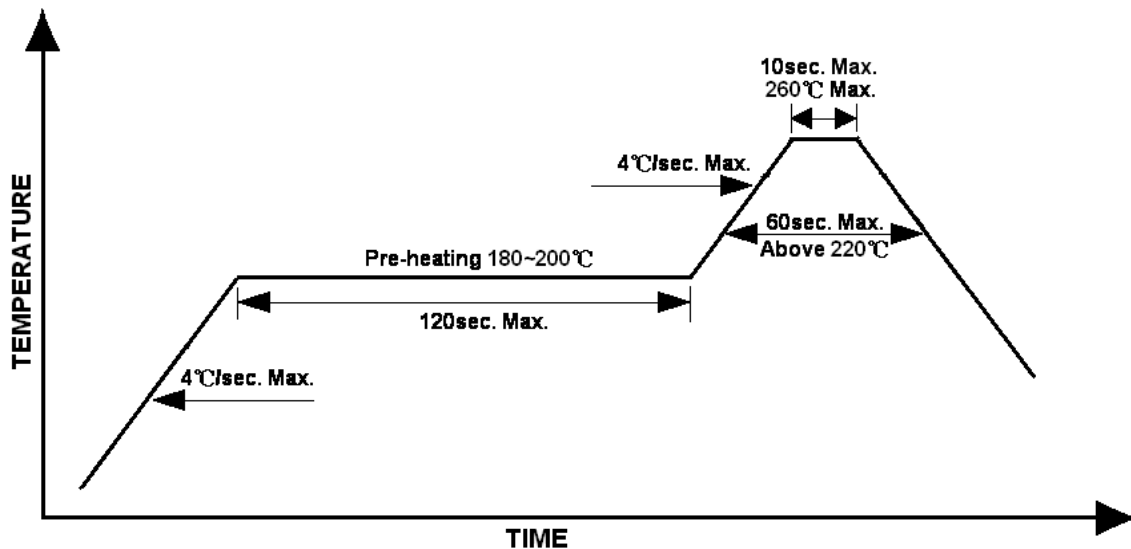 10sec. Max.
260℃ Max.
4℃/sec. Max.
60sec. Max.
Above 220℃
Pre-heating 180~200℃
120sec. Max.
4℃/sec. Max.
TEMPERATURE
TIME